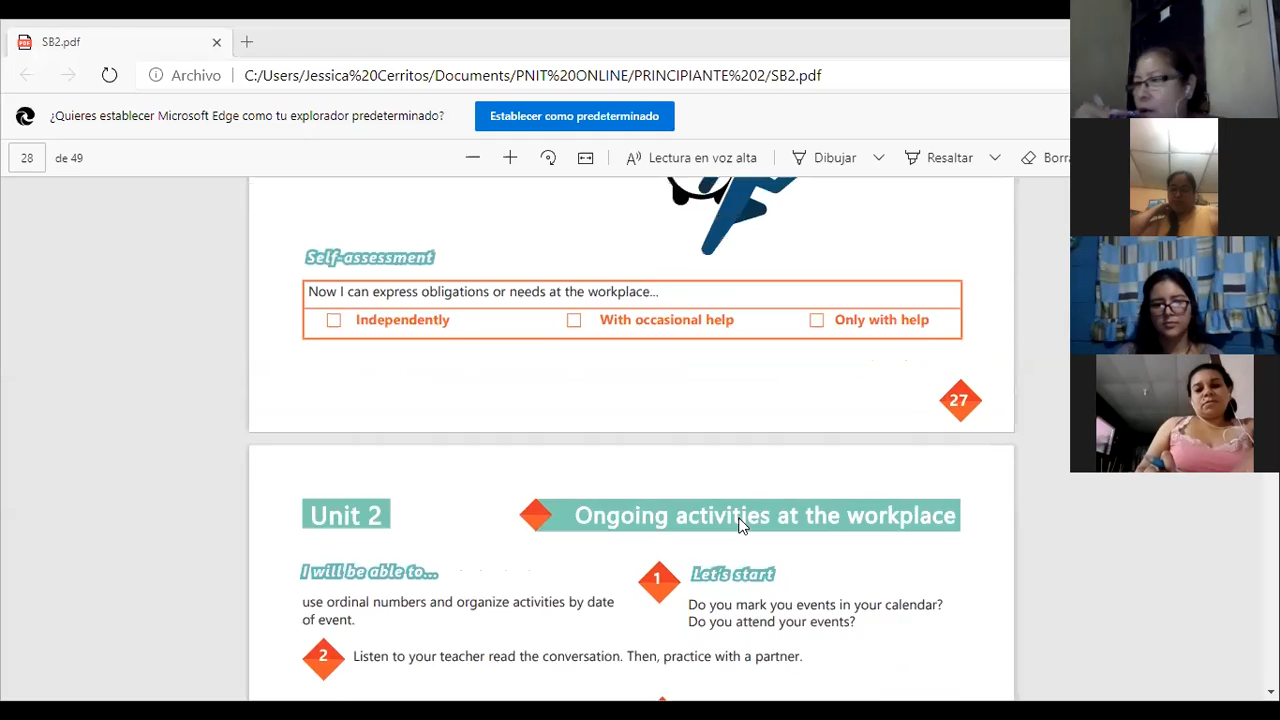 SB2.pdf
Archivo
C:/Users/Jessica%20Cerritos/Documents/PNIT%20ONLINE/PRINCIPIANTE%202/SB2.pdf
¿Quieres establecer Microsoft Edge como tu explorador predeterminado?
Establecer como predeterminado
28 de 49
Lectura en voz alta
Dibujar
Resaltar
Borra
Self-assessment
Now I can express obligations or needs at the workplace...
Independently
With occasional help
Only with help
27
Unit 2
Ongoing activities at the workplace
I will be able to...
use ordinal numbers and organize activities by date
of event.
1
Let's start
Do you mark you events in your calendar?
Do you attend your events?
2
Listen to your teacher read the conversation. Then, practice with a partner.